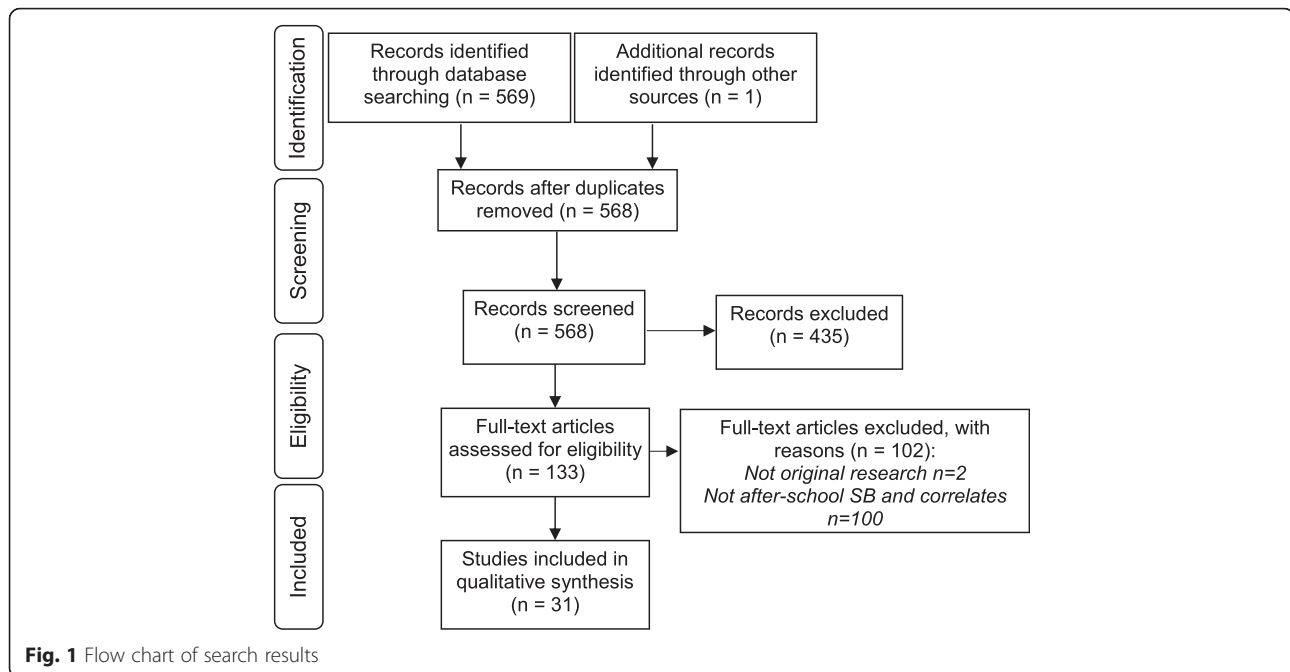 Identification
Records identified
through database
searching (n = 569)
Additional records
identified through other
sources (n = 1)
Screening
Records after duplicates
removed (n = 568)
Records screened
(n = 568)
Records excluded
(n = 435)
Eligibility
Full-text articles
assessed for eligibility
(n = 133)
Full-text articles excluded, with
reasons (n = 102):
Not original research n=2
Not after-school SB and correlates
n=100
Included
Studies included in
qualitative synthesis
(n = 31)
Fig. 1 Flow chart of search results